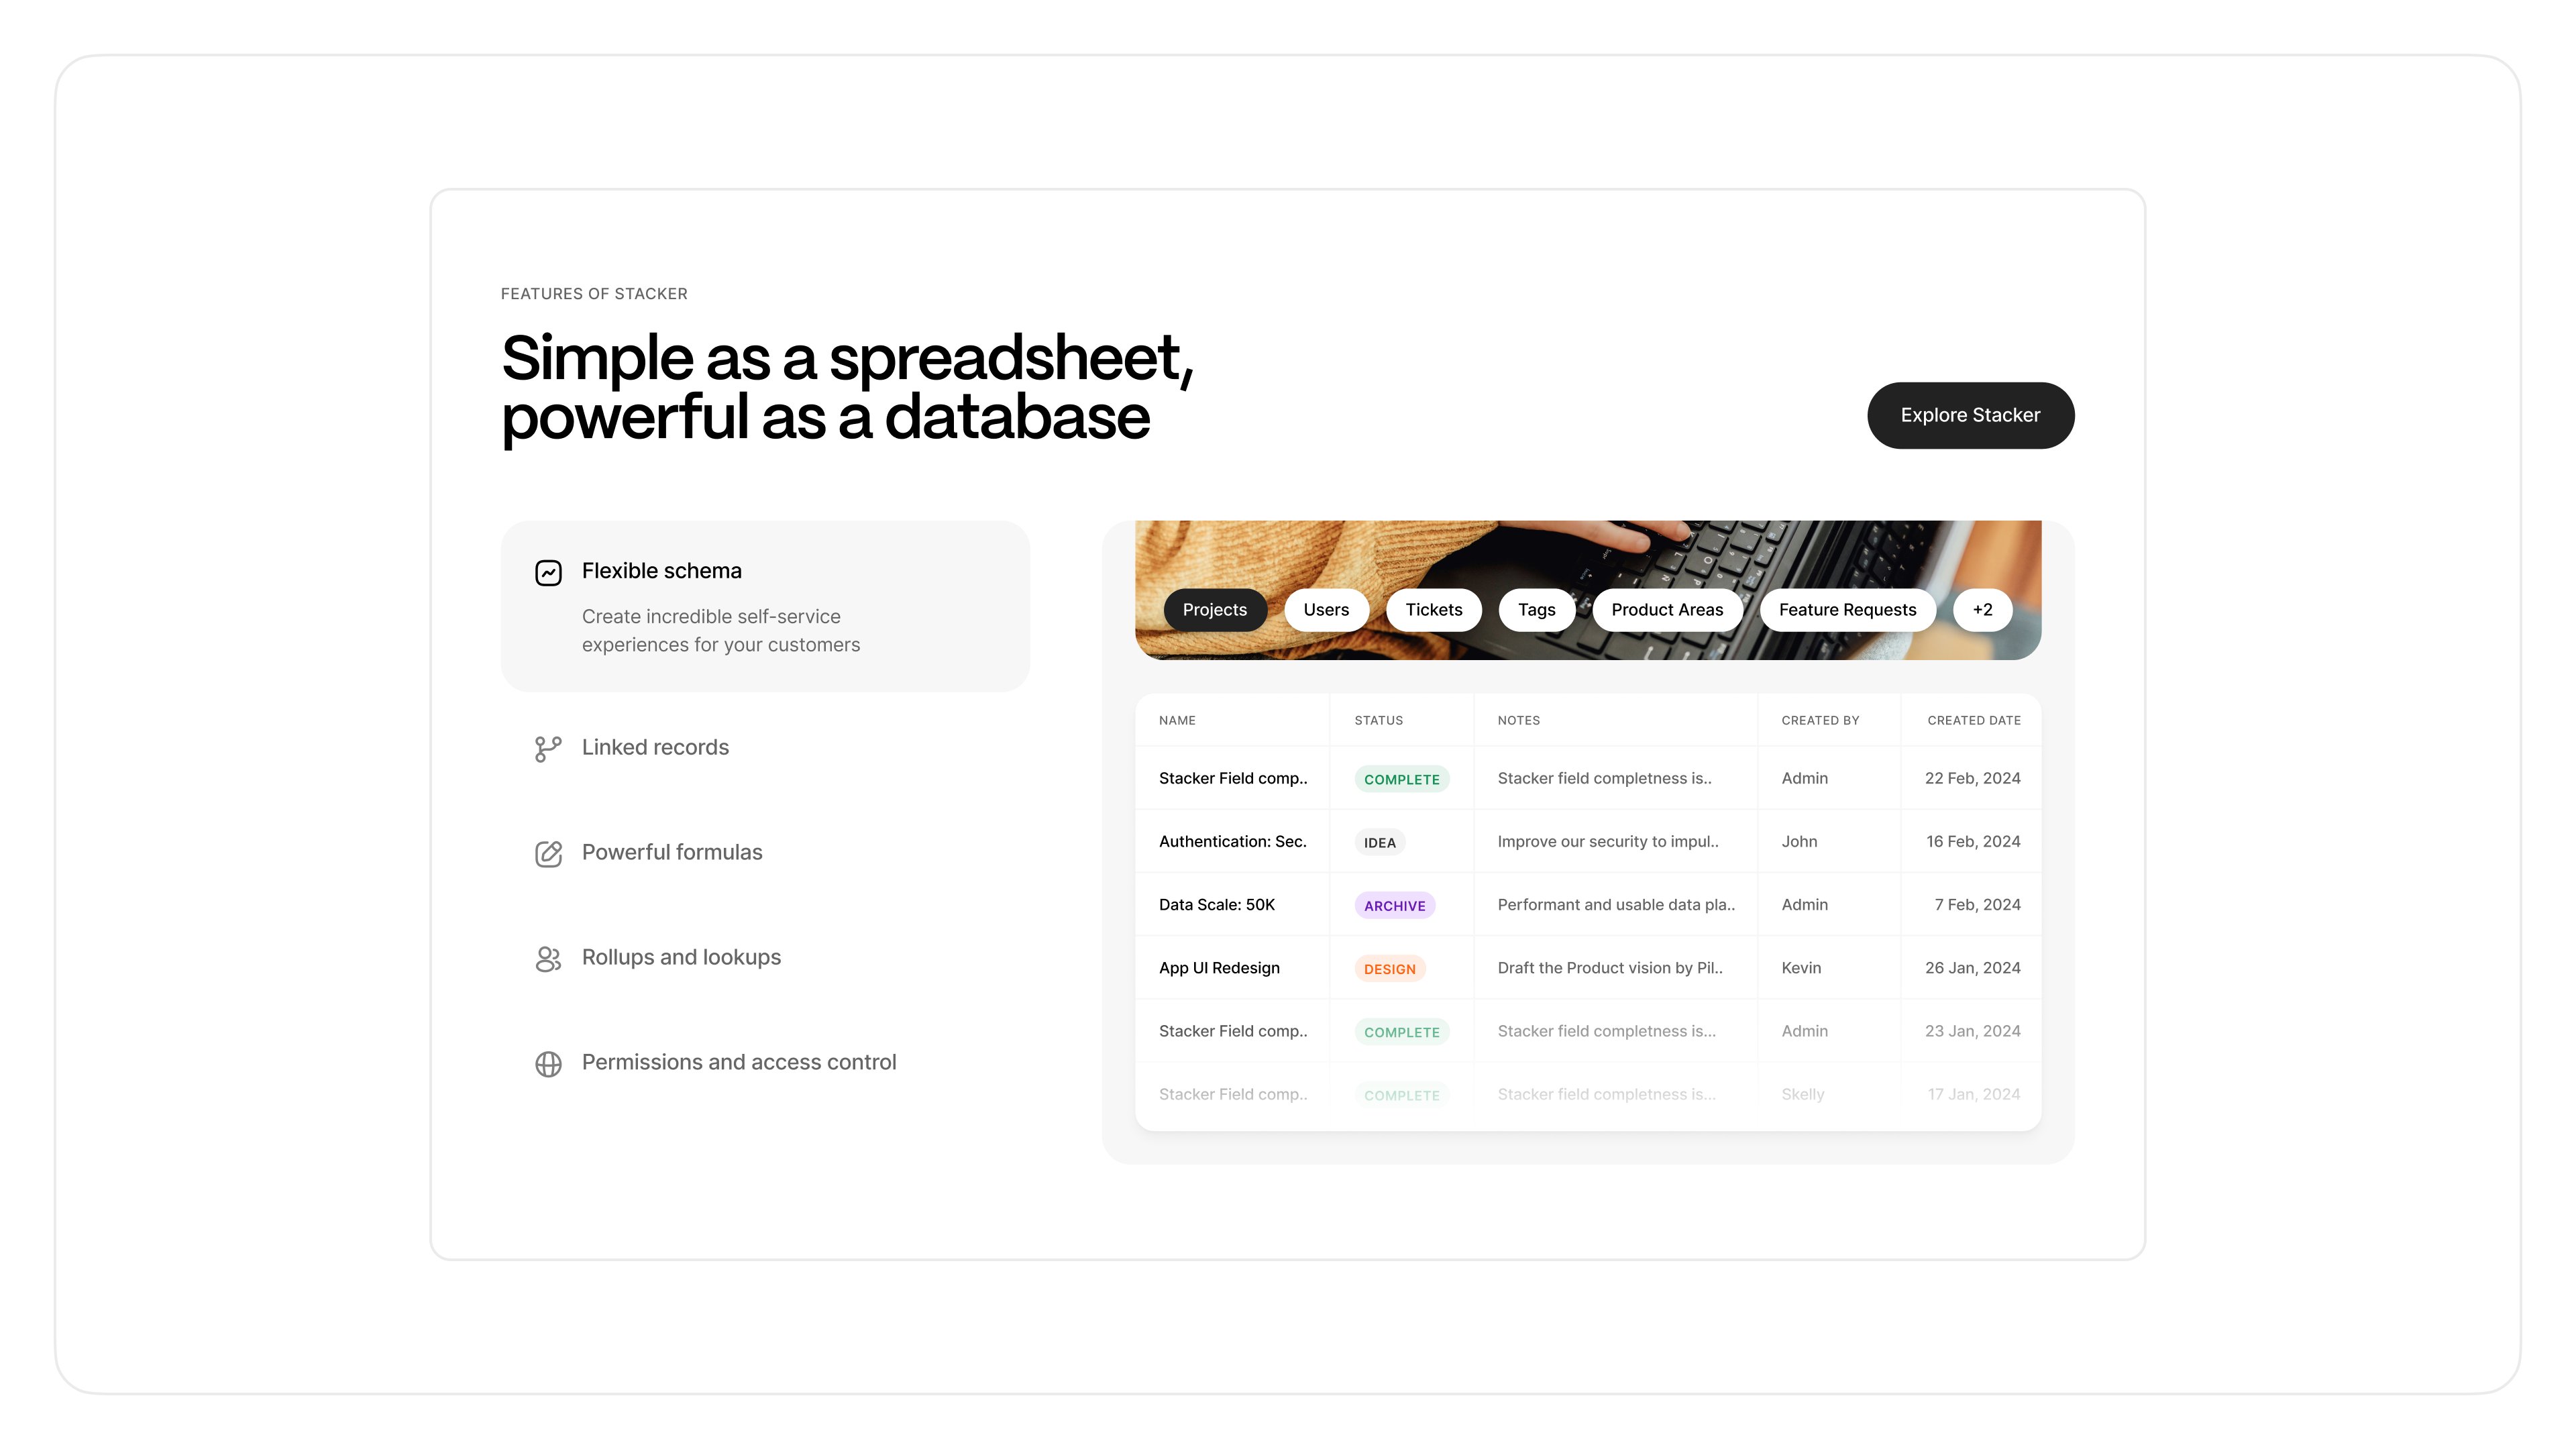 FEATURES OF STACKER
Simple as a spreadsheet,
powerful as a database
Explore Stacker
Flexible schema
Create incredible self-service
experiences for your customers
Linked records
Powerful formulas
Rollups and lookups
Permissions and access control
Projects Users Tickets Tags Product Areas Feature Requests +2
NAME STATUS NOTES CREATED BY CREATED DATE
Stacker Field comp.. COMPLETE Stacker field completness is.. Admin 22 Feb, 2024
Authentication: Sec. IDEA Improve our security to impul.. John 16 Feb, 2024
Data Scale: 50K ARCHIVE Performant and usable data pla.. Admin 7 Feb, 2024
App UI Redesign DESIGN Draft the Product vision by Pil.. Kevin 26 Jan, 2024
Stacker Field comp.. COMPLETE Stacker field completness is... Admin 23 Jan, 2024
Stacker Field comp.. COMPLETE Stacker field completness is... Skelly 17 Jan, 2024